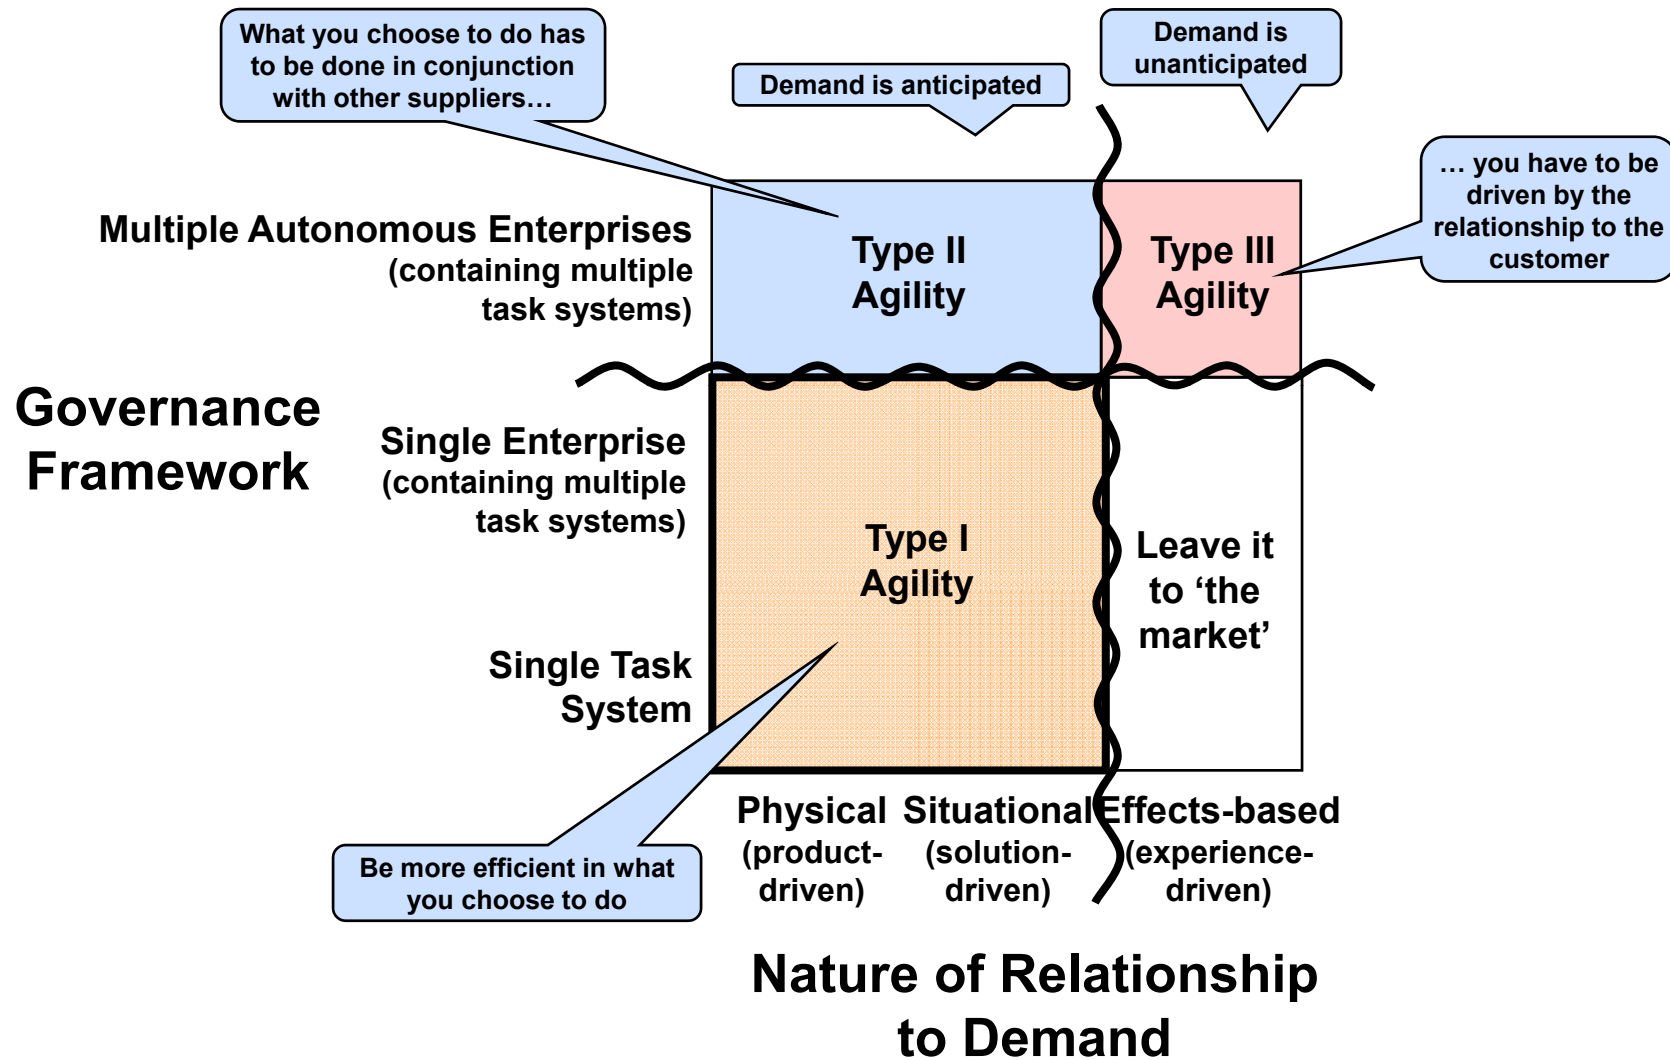 What you choose to do has
to be done in conjunction
with other suppliers…
Demand is anticipated
Demand is
unanticipated
… you have to be
driven by the
relationship to the
customer
Multiple Autonomous Enterprises
(containing multiple
task systems)
Type II
Agility
Type III
Agility
Governance
Framework
Single Enterprise
(containing multiple
task systems)
Type I
Agility
Leave it
to ‘the
market’
Single Task
System
Be more efficient in what
you choose to do
Physical
(product-
driven)
Situational
(solution-
driven)
Effects-based
(experience-
driven)
Nature of Relationship
to Demand